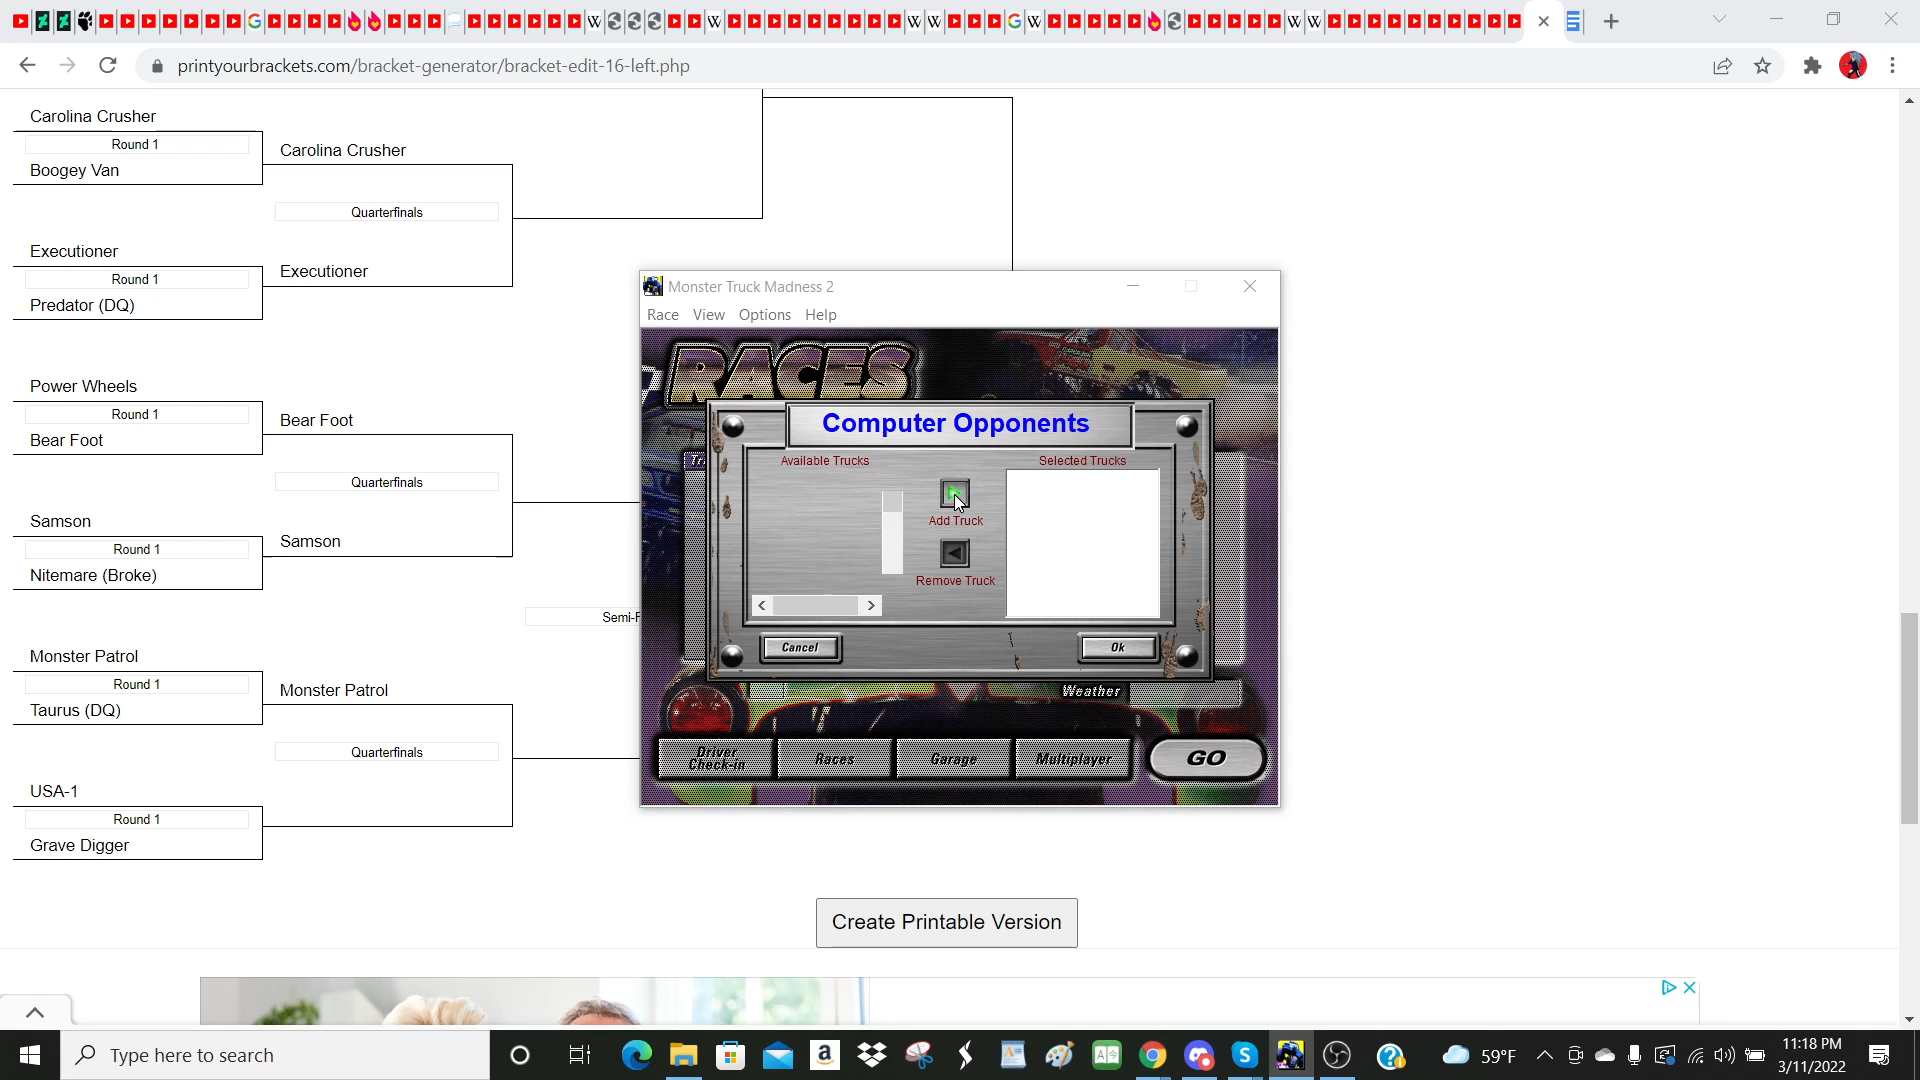 printyourbrackets.com/bracket-generator/bracket-edit-16-left.php
Carolina Crusher
Round 1
Boogey Van
Carolina Crusher
Quarterfinals
Executioner
Round 1
Predator (DQ)
Executioner
Power Wheels
Round 1
Bear Foot
Bear Foot
Quarterfinals
Samson
Round 1
Nitemare (Broke)
Samson
Semi-F
Monster Patrol
Round 1
Taurus (DQ)
Monster Patrol
Quarterfinals
USA-1
Round 1
Grave Digger
Monster Truck Madness 2
Race View Options Help
RACES
Computer Opponents
Available Trucks
Selected Trucks
Add Truck
Remove Truck
Cancel
Ok
Weather
Driver Check-in
Races
Garage
Multiplayer
GO
Create Printable Version
Type here to search
59°F
11:18 PM
3/11/2022